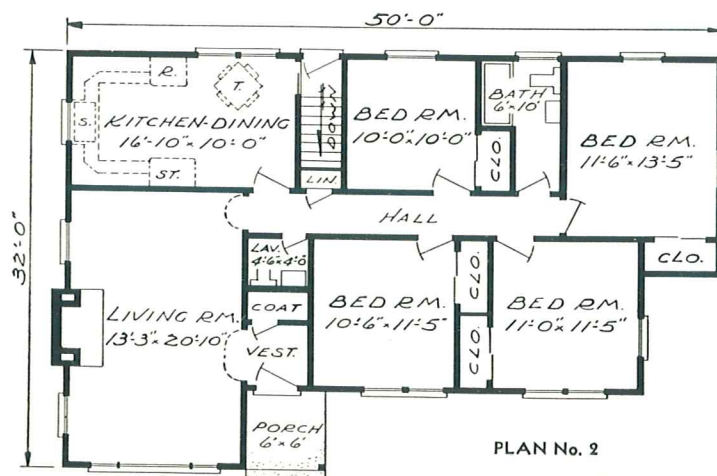 50'-0"
32'-0"
R.
T.
S.
KITCHEN-DINING
16'-10" x 10'-0"
ST.
DOWN
LIN.
BED RM.
10'-0" x 10'-0"
CLO.
BATH
6' x 10'
BED RM.
11'-6" x 13'-5"
CLO.
HALL
LAV.
4'-6" x 4'-0"
COAT
VEST.
LIVING RM.
13'-3" x 20'-10"
BED RM.
10'-6" x 11'-5"
CLO.
CLO.
BED RM.
11'-0" x 11'-5"
PORCH
6' x 6'
PLAN No. 2